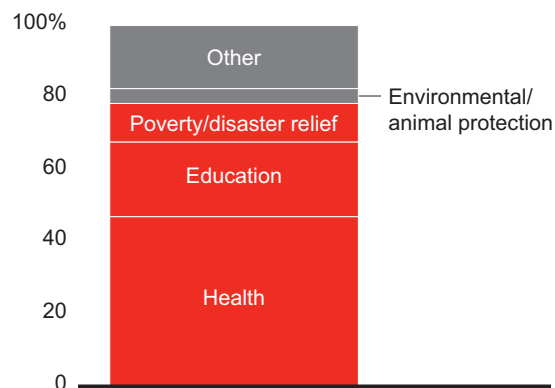 100%
Other
80
Environmental/
animal protection
Poverty/disaster relief
Education
60
40
Health
20
0